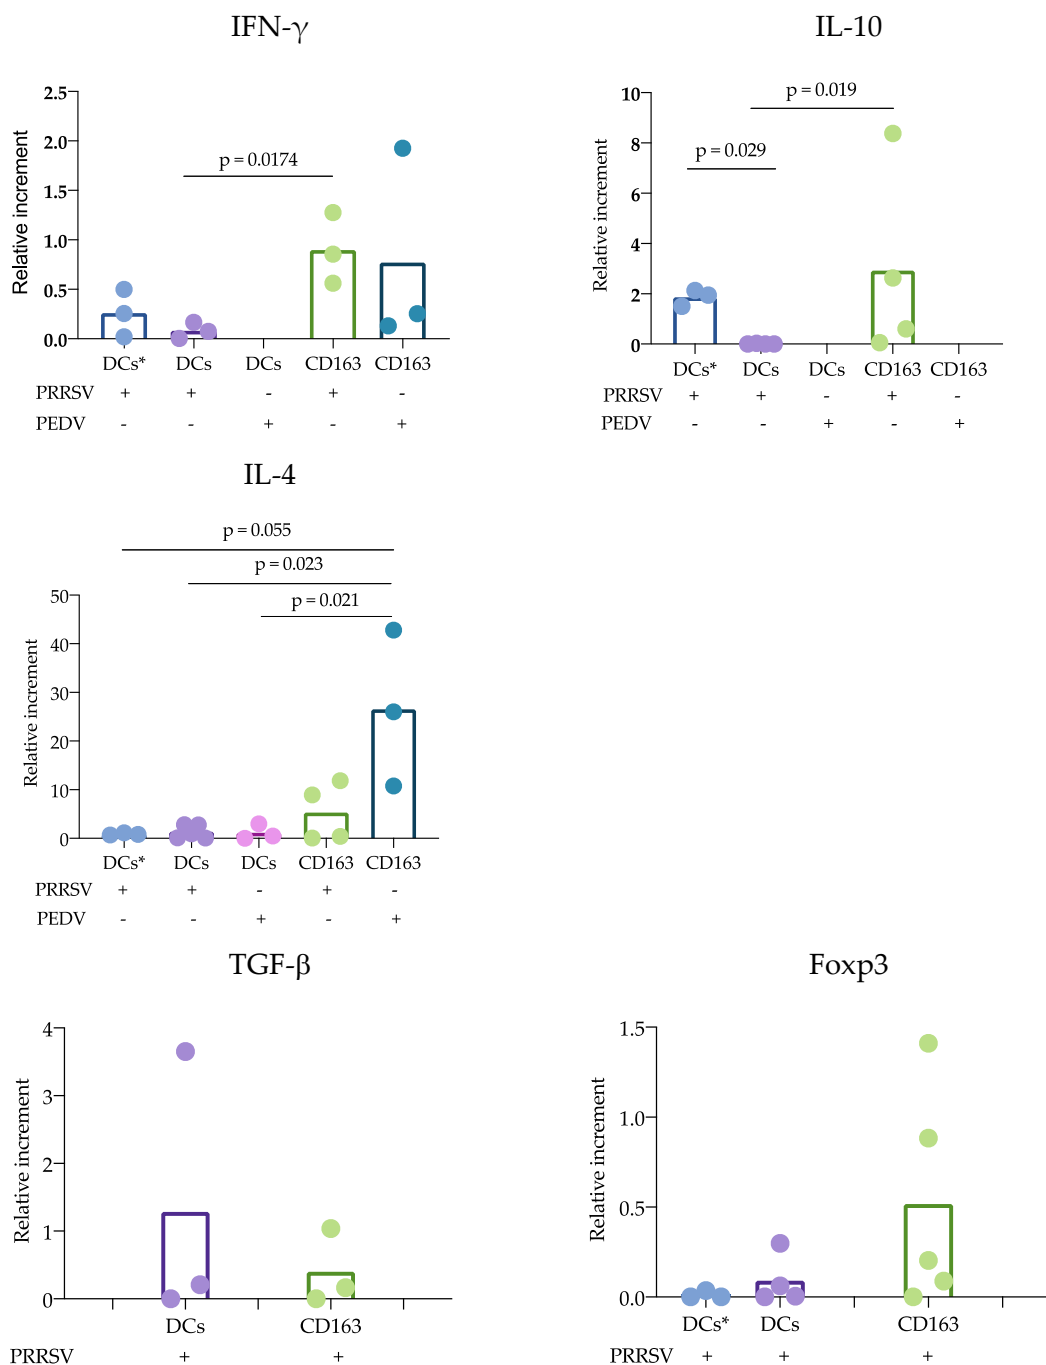 IFN-γ
IL-10
2.5
2.0
1.5
1.0
0.5
0.0
Relative increment
p = 0.0174
DCs* DCs DCs CD163 CD163
PRRSV + + - + -
PEDV - - + - +
10
8
6
4
2
0
Relative increment
p = 0.019
p = 0.029
DCs* DCs DCs CD163 CD163
PRRSV + + - + -
PEDV - - + - +
IL-4
p = 0.055
p = 0.023
p = 0.021
50
40
30
20
10
0
Relative increment
DCs* DCs DCs CD163 CD163
PRRSV + + - + -
PEDV - - + - +
TGF-β
Foxp3
4
3
2
1
0
Relative increment
DCs CD163
PRRSV + +
1.5
1.0
0.5
0.0
Relative increment
DCs* DCs CD163
PRRSV + + +